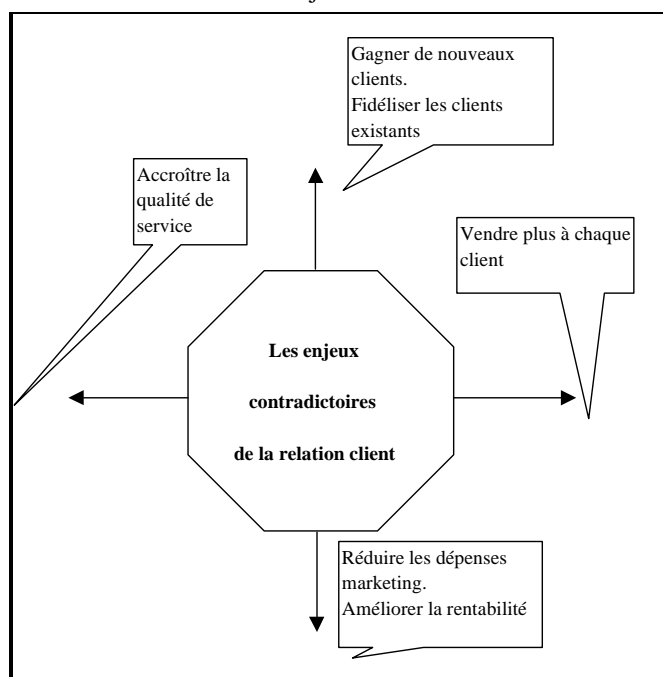 Gagner de nouveaux
clients.
Fidéliser les clients
existants
Accroître la
qualité de
service
Vendre plus à chaque
client
Les enjeux
contradictoires
de la relation client
Réduire les dépenses
marketing.
Améliorer la rentabilité